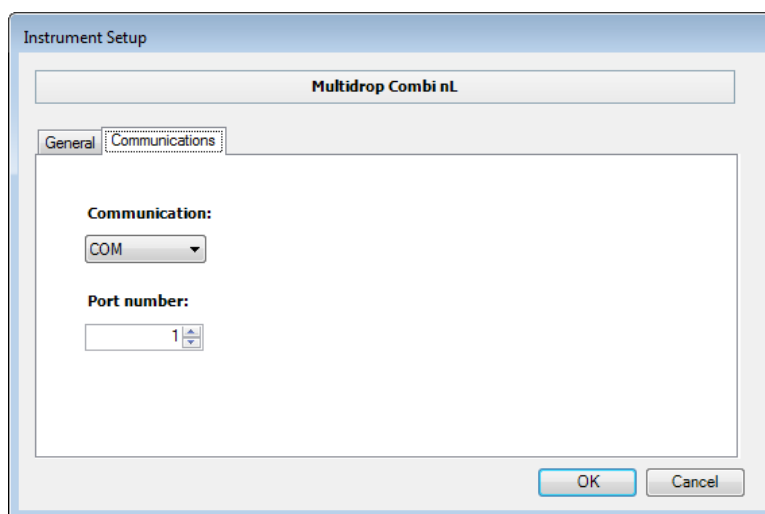 Instrument Setup
Multidrop Combi nL
General Communications
Communication:
COM
Port number:
1
OK Cancel